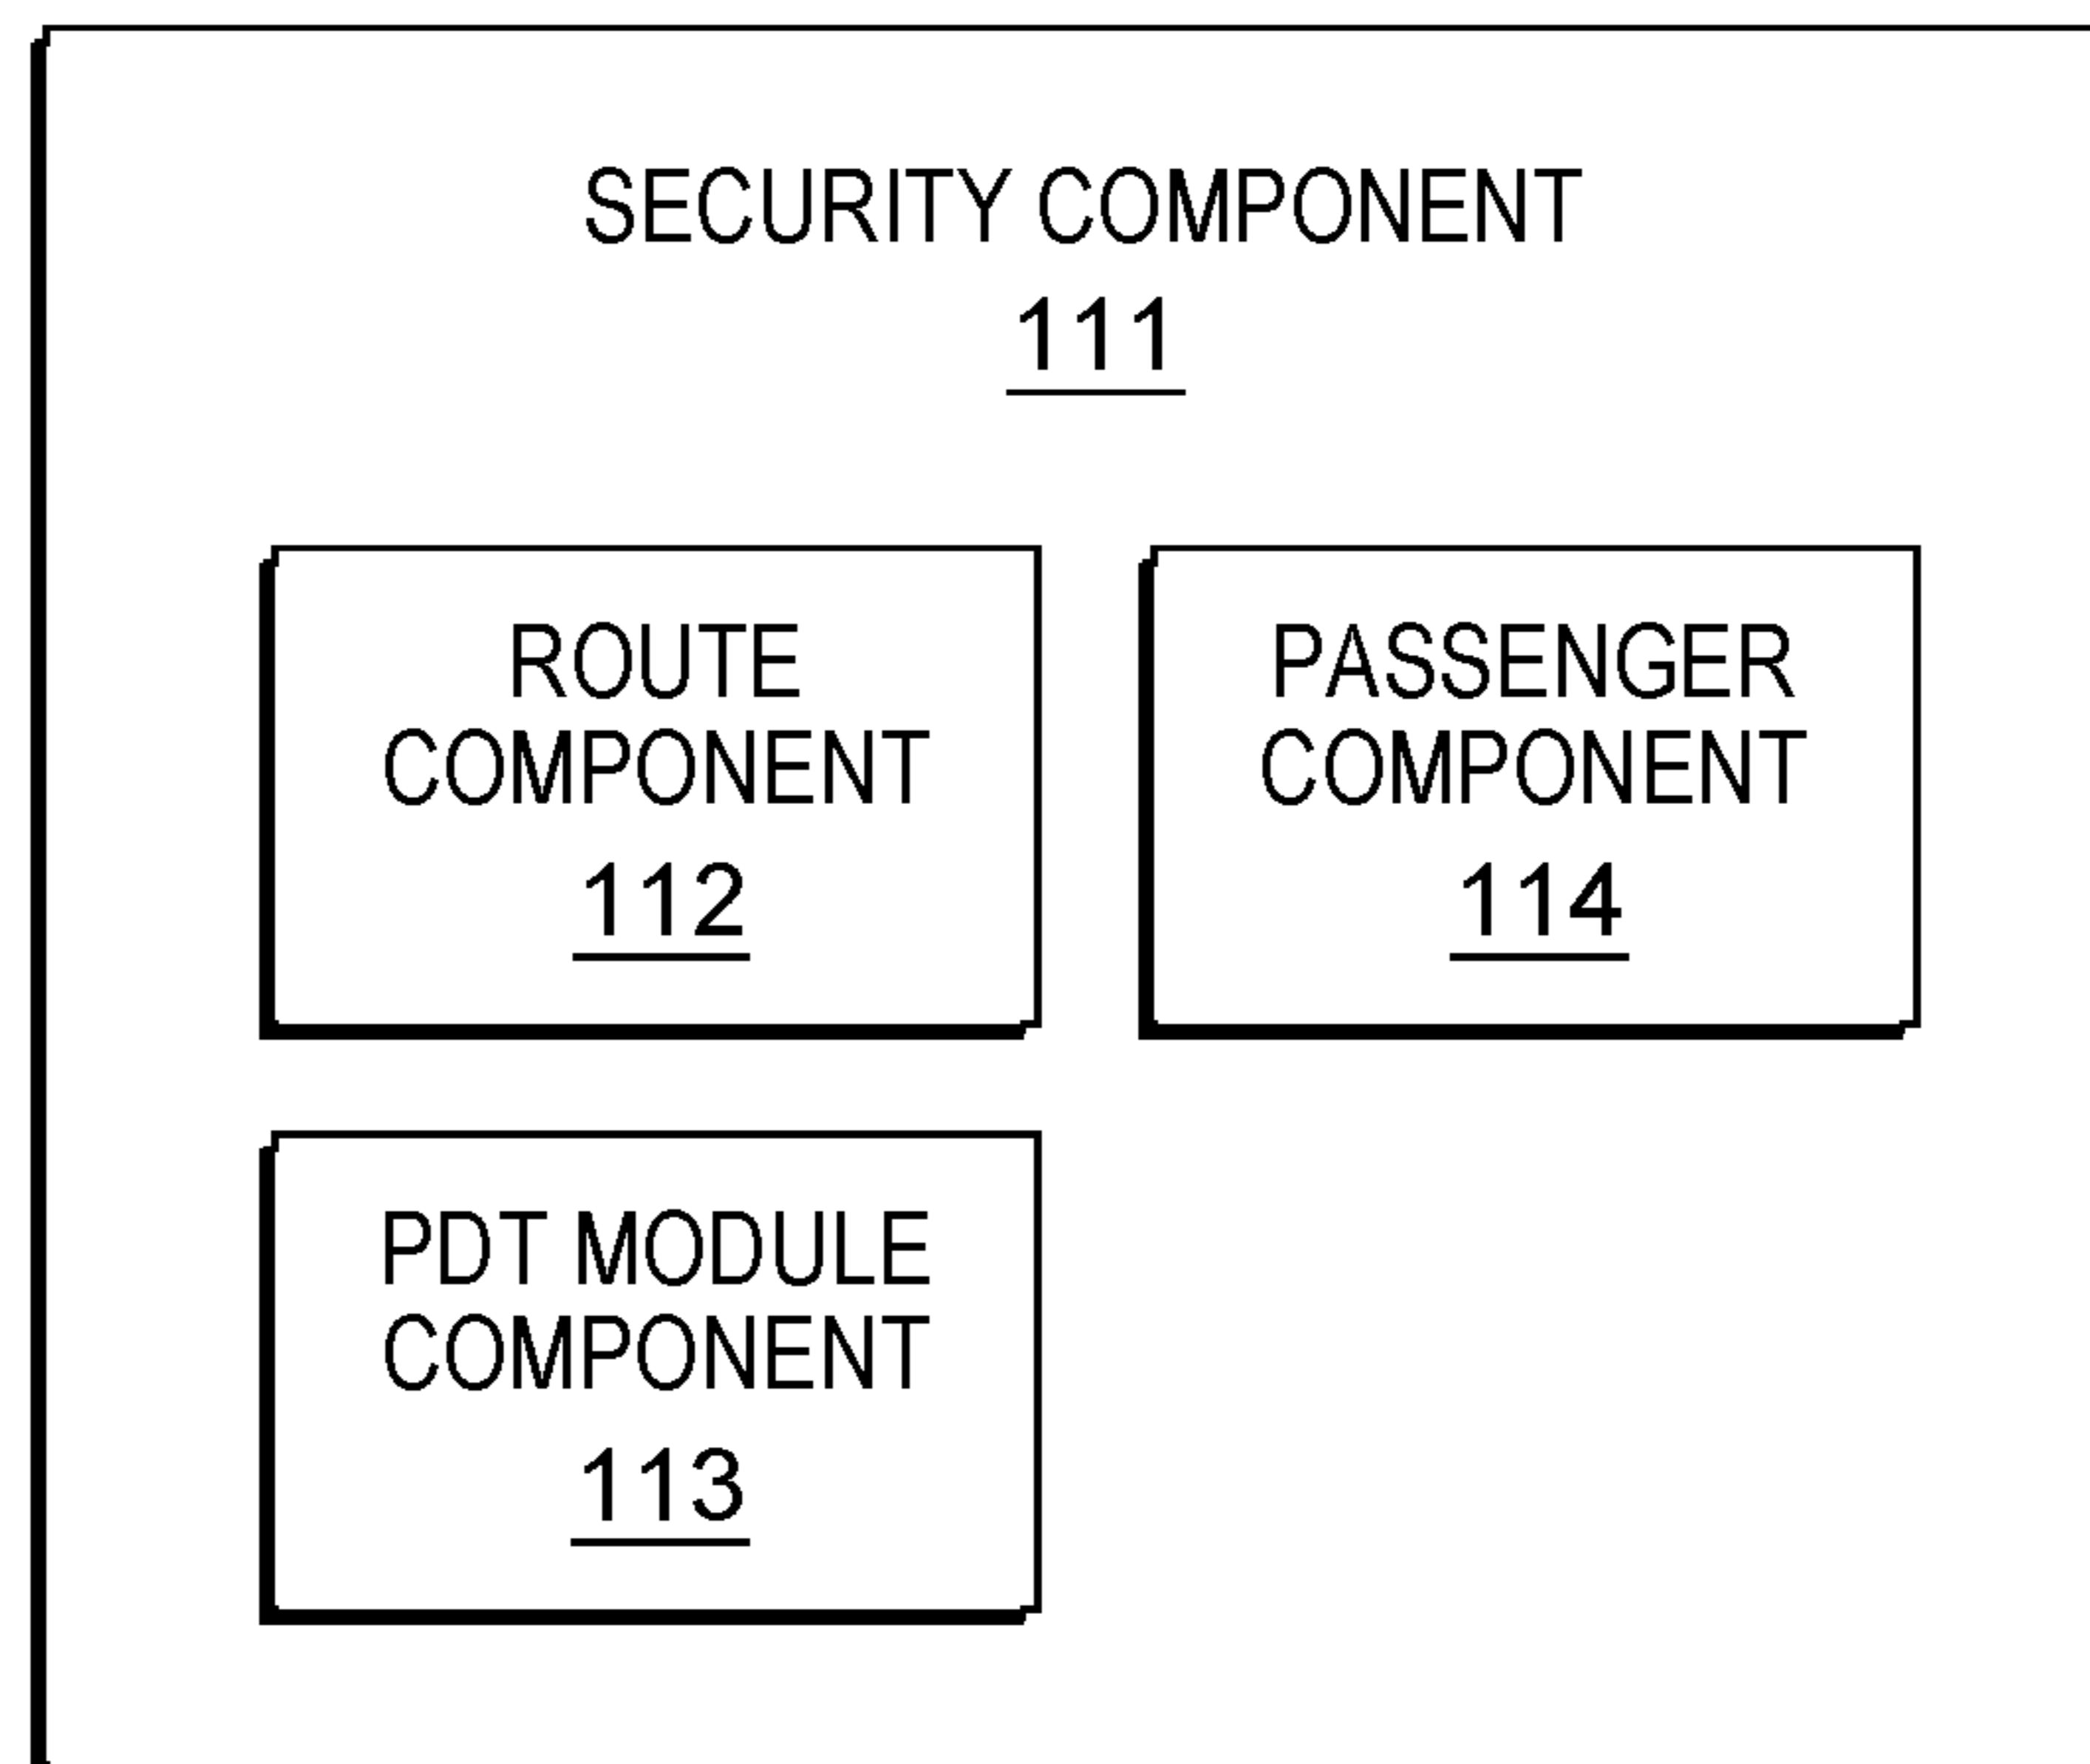 SECURITY COMPONENT
111
ROUTE
COMPONENT
112
PASSENGER
COMPONENT
114
PDT MODULE
COMPONENT
113